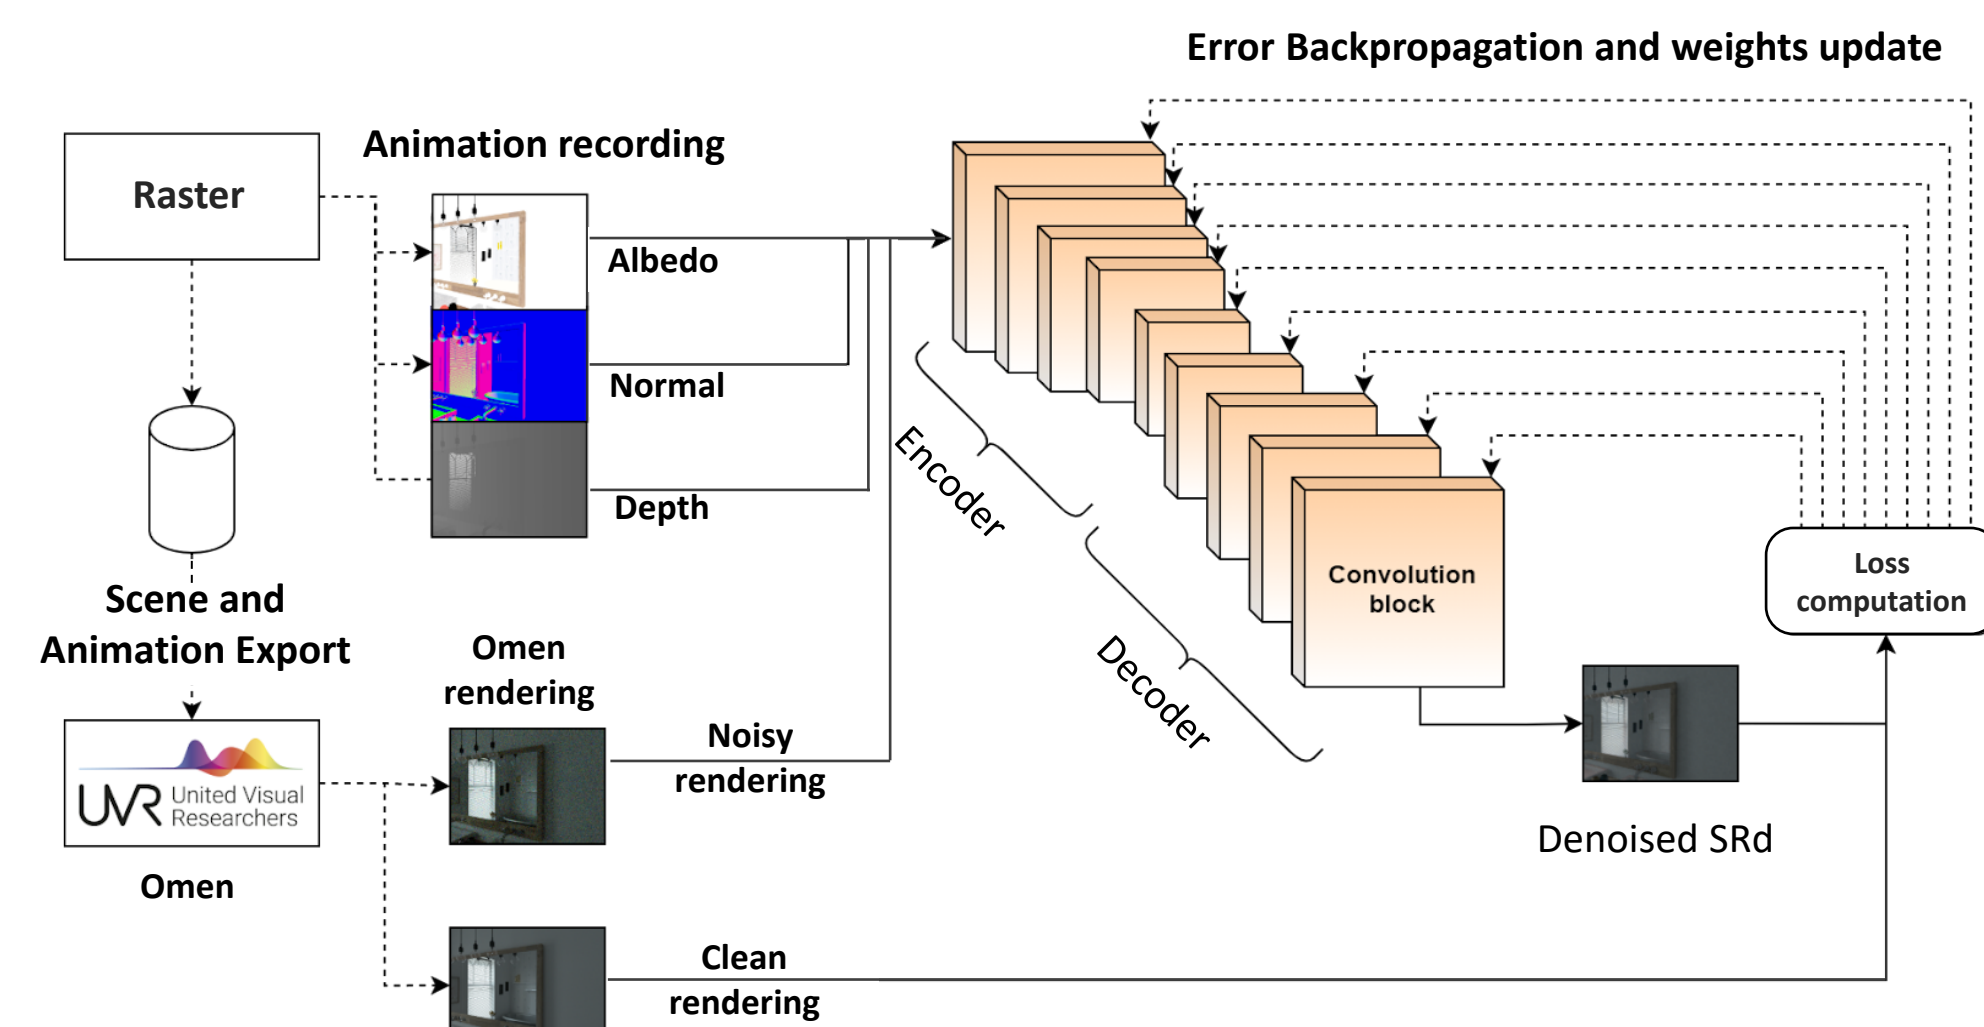 Error Backpropagation and weights update
Animation recording
Raster
Albedo
Normal
Depth
Encoder
Decoder
Convolution
block
Loss
computation
Scene and
Animation Export
Omen
rendering
Noisy
rendering
UVR United Visual
Researchers
Omen
Denoised SRd
Clean
rendering